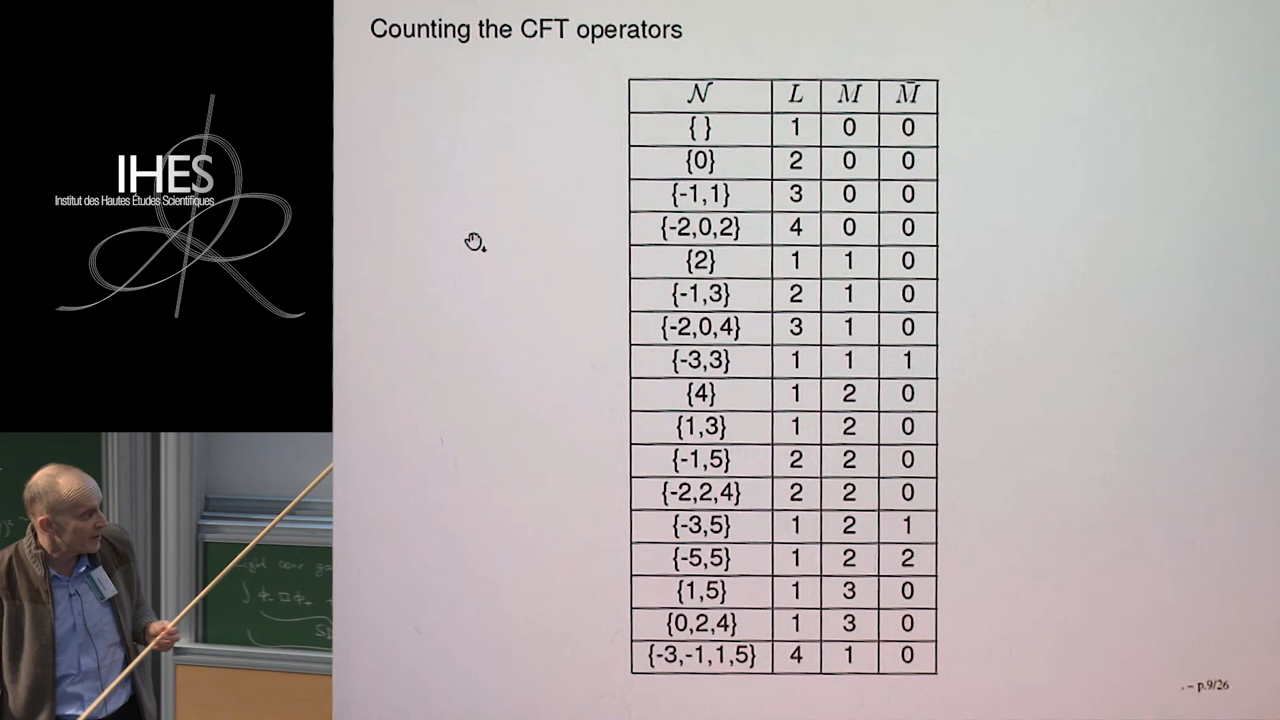 Counting the CFT operators
IHES
Institut des Hautes Études Scientifiques
𝒩 L M M̄
{ } 1 0 0
{0} 2 0 0
{-1,1} 3 0 0
{-2,0,2} 4 0 0
{2} 1 1 0
{-1,3} 2 1 0
{-2,0,4} 3 1 0
{-3,3} 1 1 1
{4} 1 2 0
{1,3} 1 2 0
{-1,5} 2 2 0
{-2,2,4} 2 2 0
{-3,5} 1 2 1
{-5,5} 1 2 2
{1,5} 1 3 0
{0,2,4} 1 3 0
{-3,-1,1,5} 4 1 0
. – p.9/26
light cone